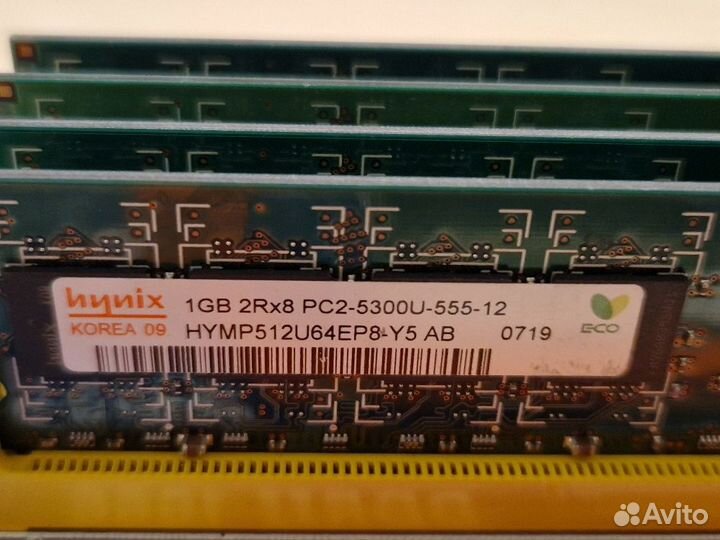 hynix
KOREA 09
1GB 2Rx8 PC2-5300U-555-12
HYMP512U64EP8-Y5 AB 0719
ECO
Avito